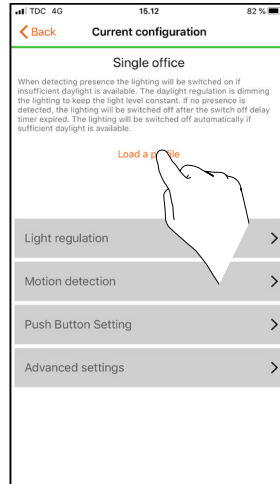 TDC 4G 15.12 82 %
Back Current configuration
Single office
When detecting presence the lighting will be switched on if
insufficient daylight is available. The daylight regulation is dimming
the lighting to keep the light level constant. If no presence is
detected, the lighting will be switched off after the switch off delay
timer expired. The lighting will be switched off automatically if
sufficient daylight is available.
Load a
Light regulation
Motion detection
Push Button Setting
Advanced settings